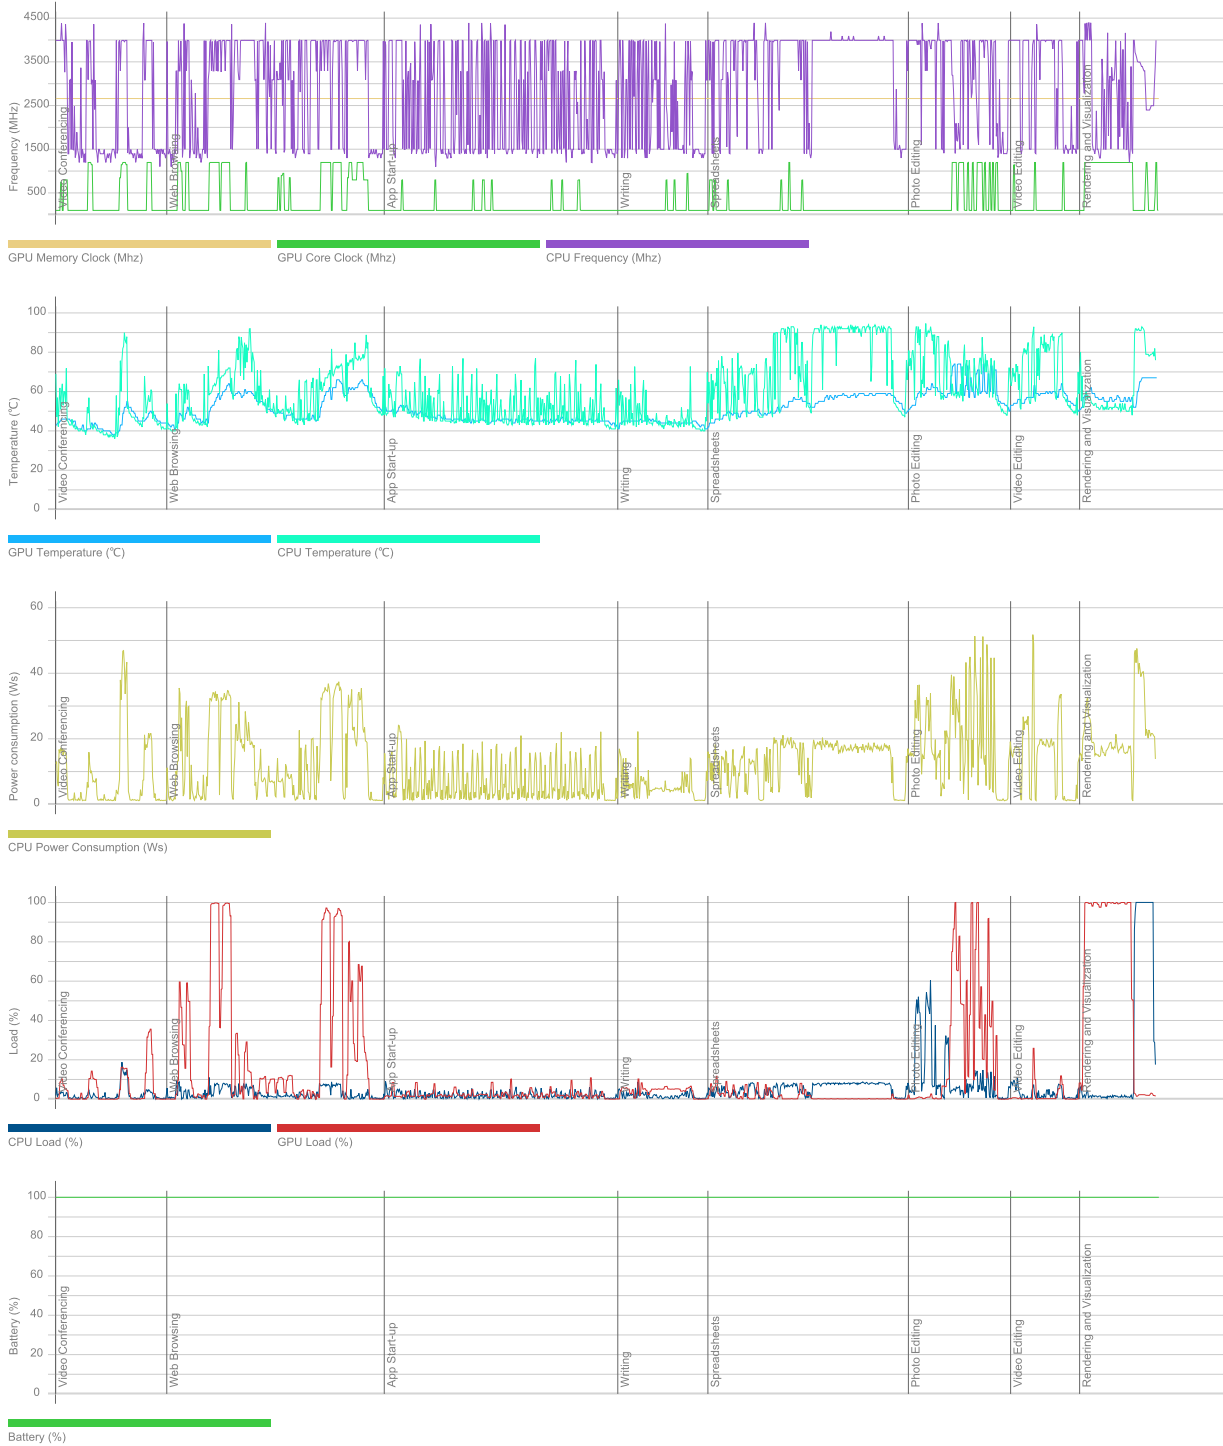 Frequency (MHz)
4500
3500
2500
1500
500
Video Conferencing
Web Browsing
App Start-up
Writing
Spreadsheets
Photo Editing
Video Editing
Rendering and Visualization
GPU Memory Clock (Mhz)
GPU Core Clock (Mhz)
CPU Frequency (Mhz)
Temperature (°C)
100
80
60
40
20
0
Video Conferencing
Web Browsing
App Start-up
Writing
Spreadsheets
Photo Editing
Video Editing
Rendering and Visualization
GPU Temperature (°C)
CPU Temperature (°C)
Power consumption (Ws)
60
40
20
0
Video Conferencing
Web Browsing
App Start-up
Writing
Spreadsheets
Photo Editing
Video Editing
Rendering and Visualization
CPU Power Consumption (Ws)
Load (%)
100
80
60
40
20
0
Video Conferencing
Web Browsing
App Start-up
Writing
Spreadsheets
Photo Editing
Video Editing
Rendering and Visualization
CPU Load (%)
GPU Load (%)
Battery (%)
100
80
60
40
20
0
Video Conferencing
Web Browsing
App Start-up
Writing
Spreadsheets
Photo Editing
Video Editing
Rendering and Visualization
Battery (%)